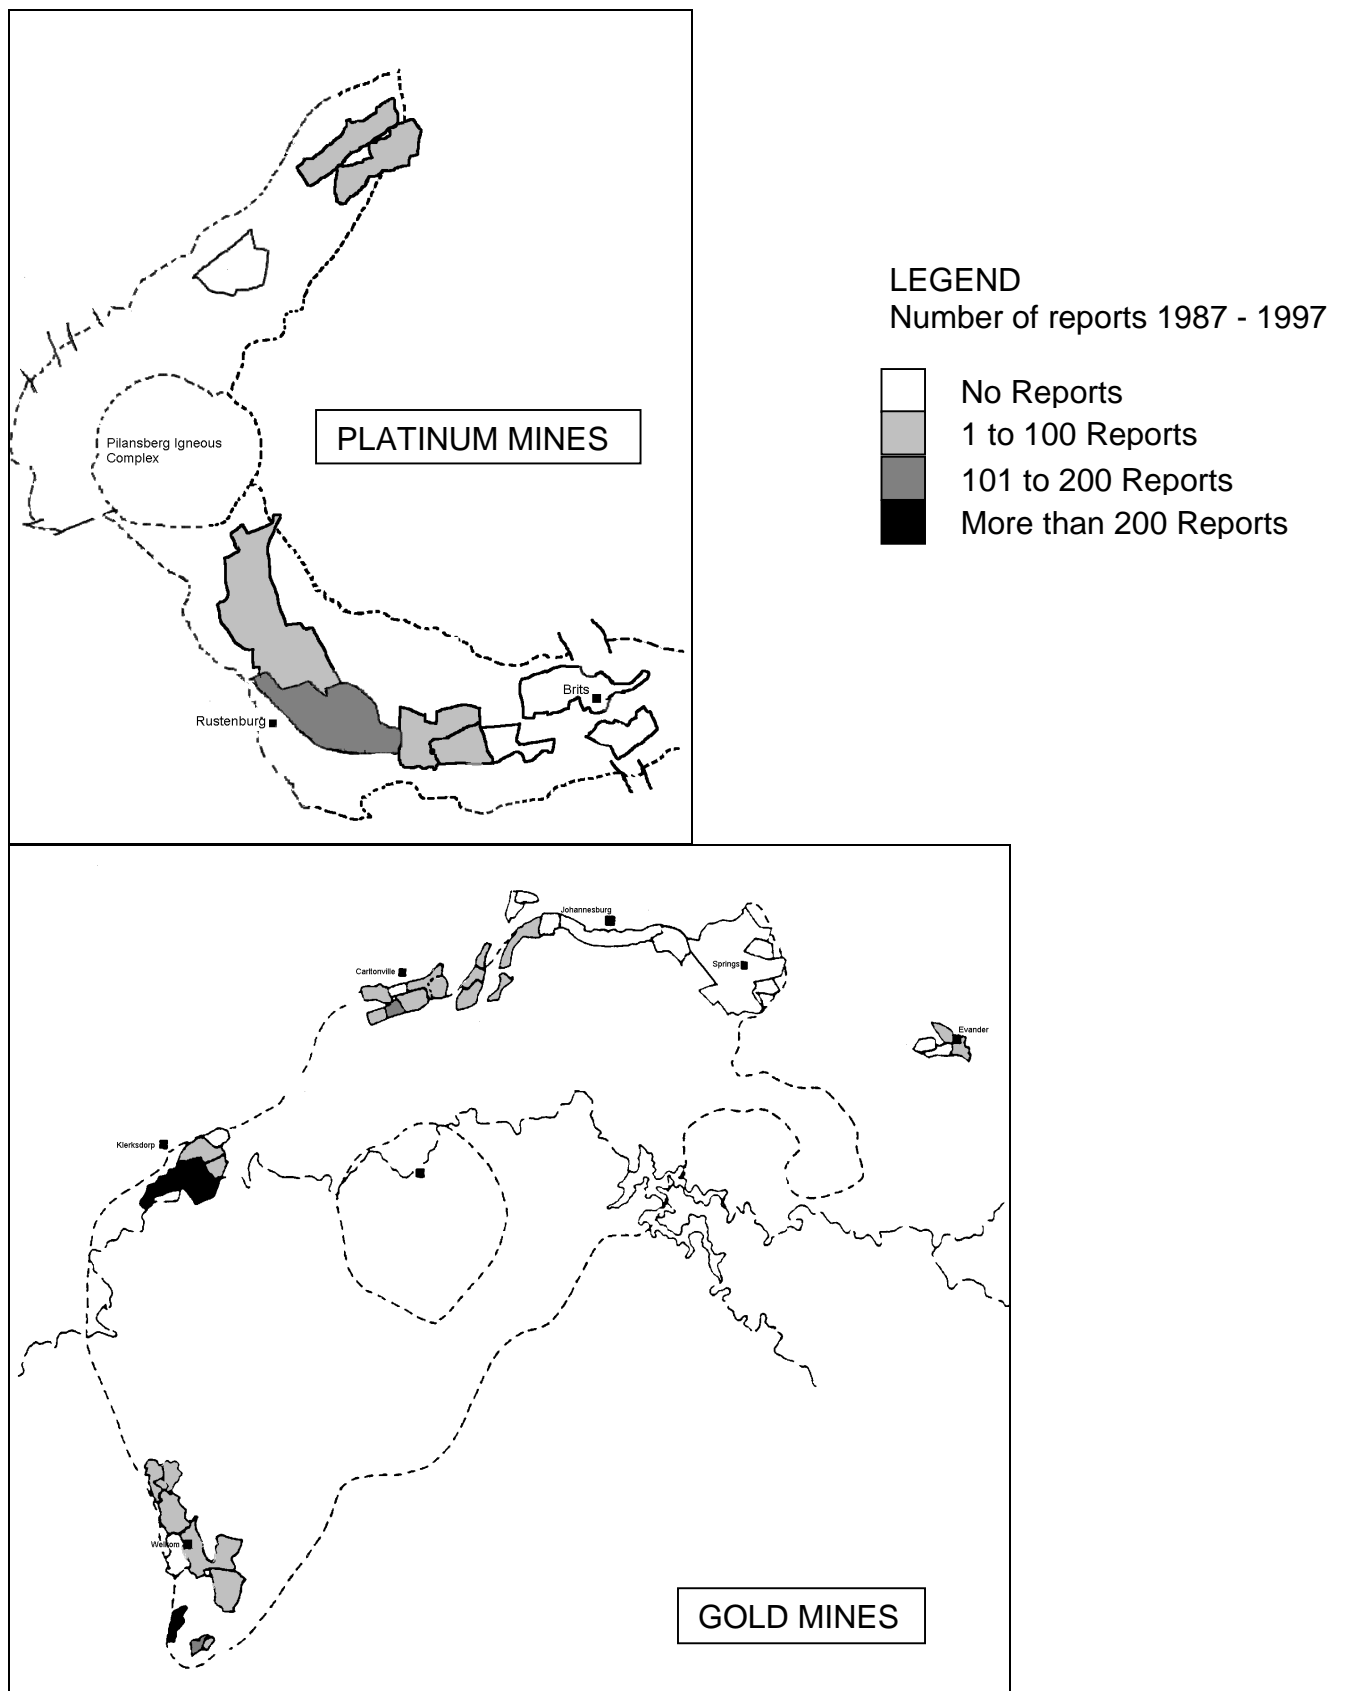 LEGEND
Number of reports 1987 - 1997
No Reports
1 to 100 Reports
101 to 200 Reports
More than 200 Reports
Pilansberg Igneous
Complex
PLATINUM MINES
Brits
Rustenburg
Johannesburg
Carltonville
Springs
Evander
Klerksdorp
Welkom
GOLD MINES